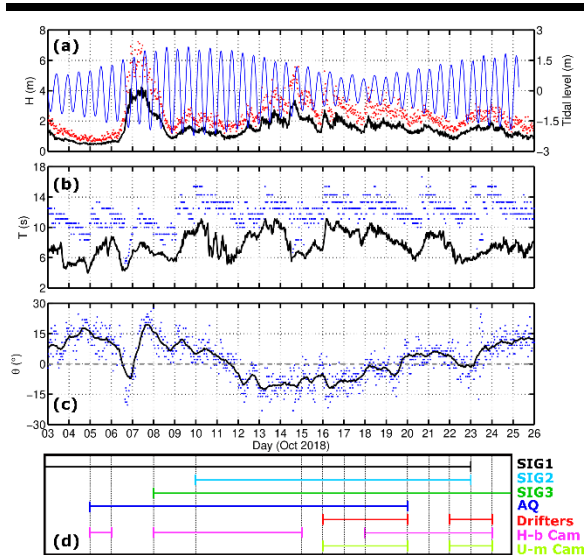 (a)
8
6
4
2
0
H (m)
3
1.5
0
−1.5
−3
Tidal level (m)
(b)
18
14
10
6
2
T (s)
(c)
30
15
0
−15
−30
θ (°)
03 04 05 06 07 08 09 10 11 12 13 14 15 16 17 18 19 20 21 22 23 24 25 26
Day (Oct 2018)
SIG1
SIG2
SIG3
AQ
Drifters
H-b Cam
U-m Cam
(d)